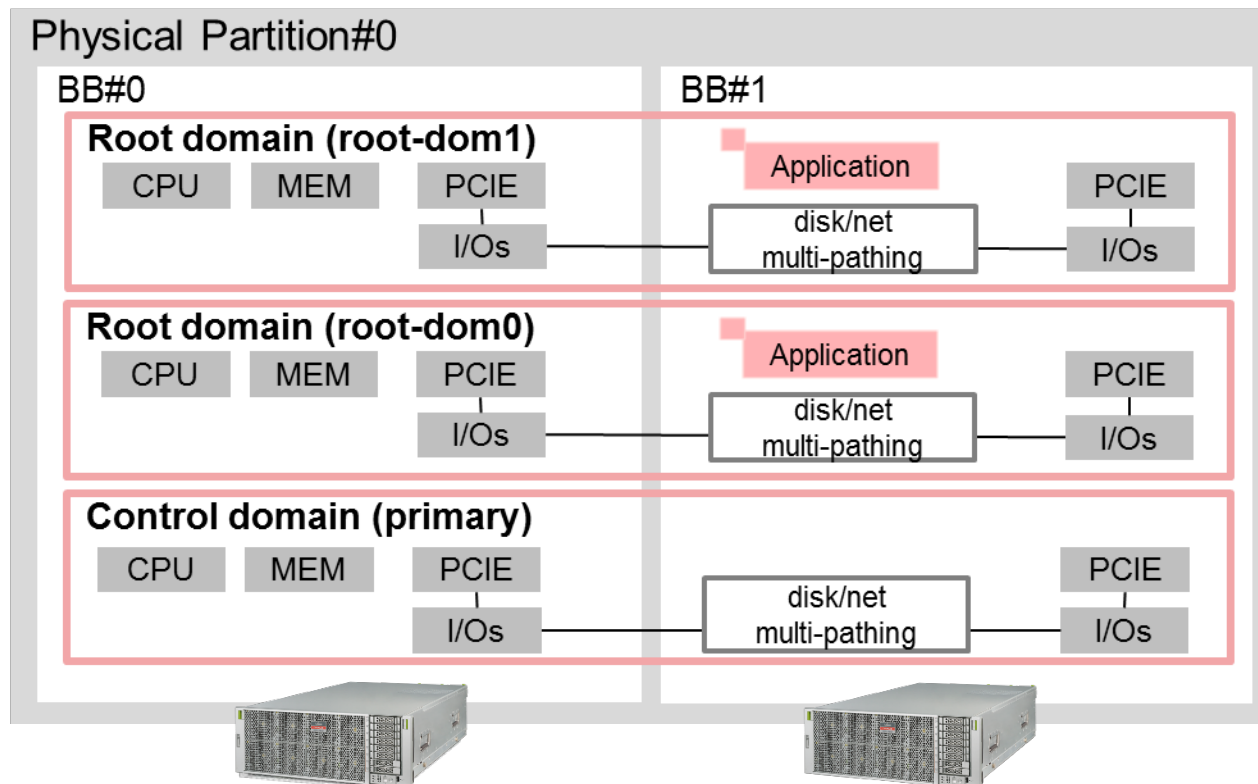 Physical Partition#0
BB#0
BB#1
Root domain (root-dom1)
CPU
MEM
PCIE
I/Os
Application
disk/net
multi-pathing
PCIE
I/Os
Root domain (root-dom0)
CPU
MEM
PCIE
I/Os
Application
disk/net
multi-pathing
PCIE
I/Os
Control domain (primary)
CPU
MEM
PCIE
I/Os
disk/net
multi-pathing
PCIE
I/Os